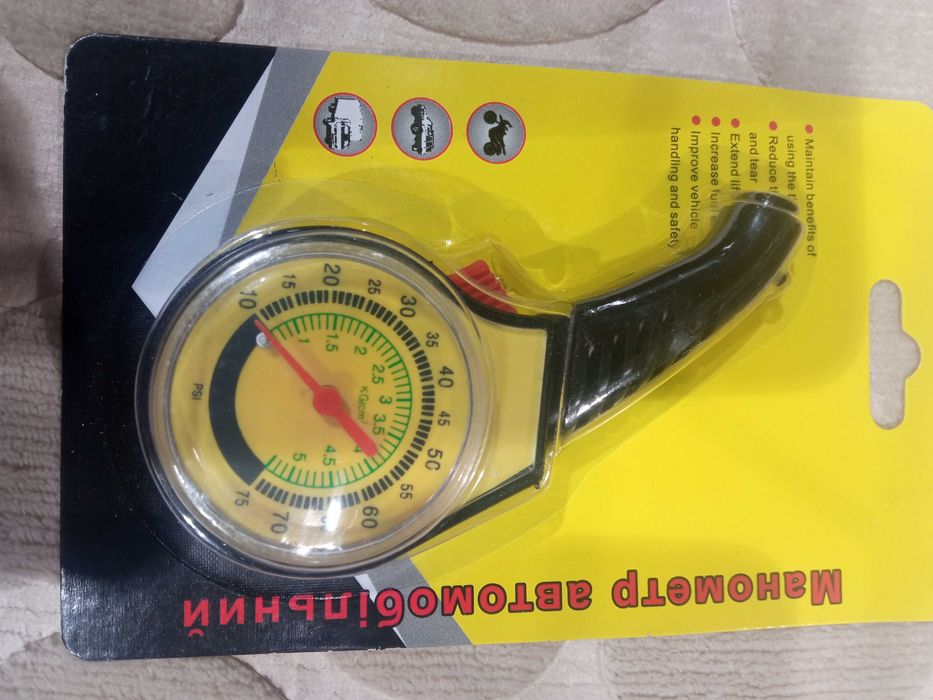 Манометр автомобільний
Maintain benefits of
using the
Reduce
and tear
Extend
Increase
Improve vehicle
handling and safety
10
15
20
25
30
35
40
45
50
55
60
70
75
PSI
1
1.5
2
2.5
3
3.5
4
4.5
5
KG/cm²